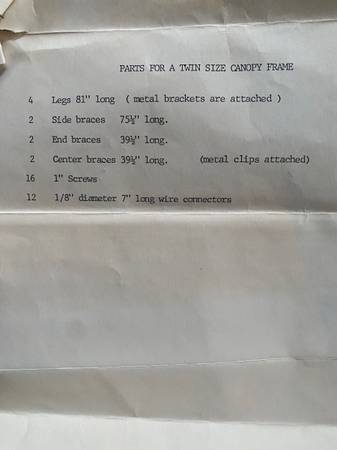 PARTS FOR A TWIN SIZE CANOPY FRAME
4 Legs 81" long ( metal brackets are attached )
2 Side braces 75½" long.
2 End braces 39½" long.
2 Center braces 39½" long. (metal clips attached)
16 1" Screws
12 1/8" diameter 7" long wire connectors